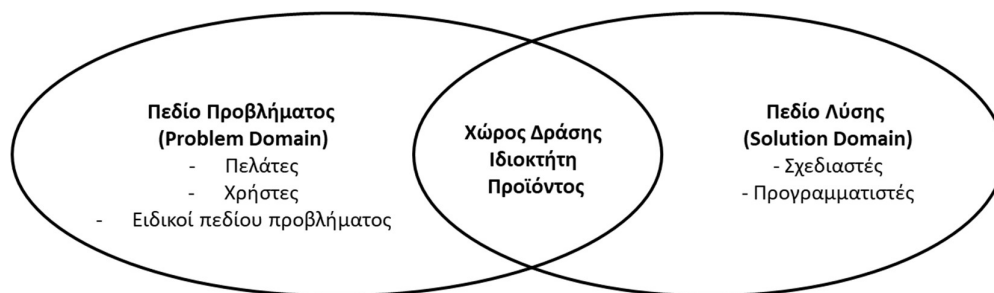 Πεδίο Προβλήματος
(Problem Domain)
- Πελάτες
- Χρήστες
- Ειδικοί πεδίου προβλήματος
Χώρος Δράσης
Ιδιοκτήτη
Προϊόντος
Πεδίο Λύσης
(Solution Domain)
- Σχεδιαστές
- Προγραμματιστές